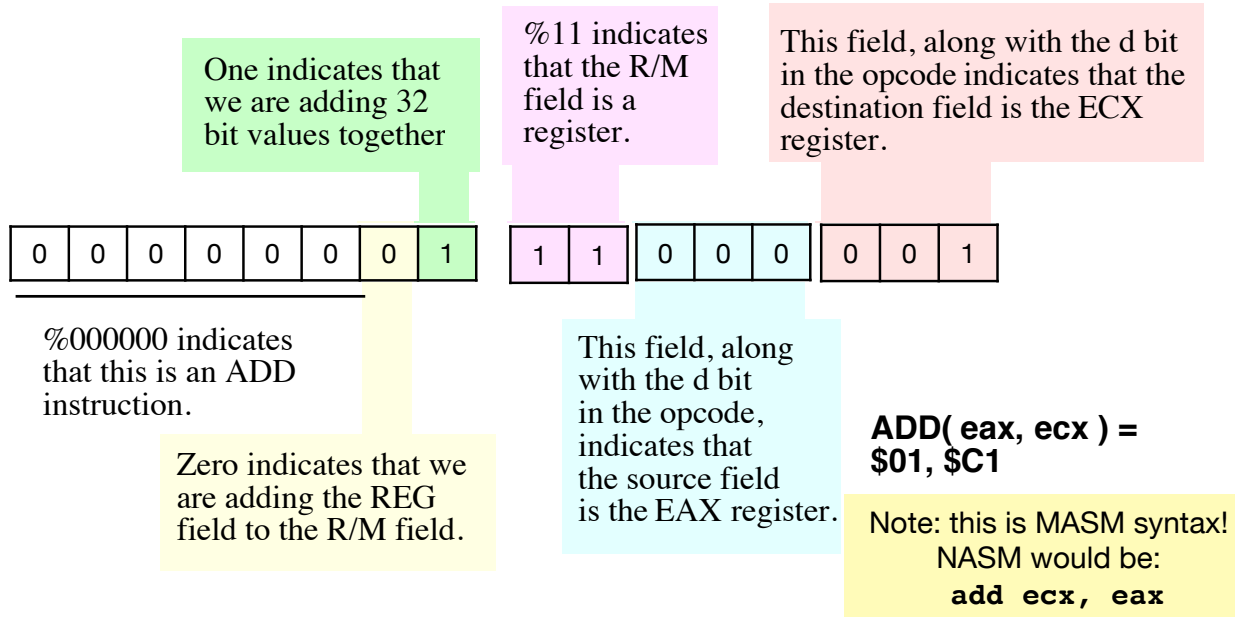 One indicates that
we are adding 32
bit values together
%11 indicates
that the R/M
field is a
register.
This field, along with the d bit
in the opcode indicates that the
destination field is the ECX
register.
0 0 0 0 0 0 0 1 1 1 0 0 0 0 0 1
%000000 indicates
that this is an ADD
instruction.
Zero indicates that we
are adding the REG
field to the R/M field.
This field, along
with the d bit
in the opcode,
indicates that
the source field
is the EAX register.
ADD( eax, ecx ) =
$01, $C1
Note: this is MASM syntax!
NASM would be:
add ecx, eax